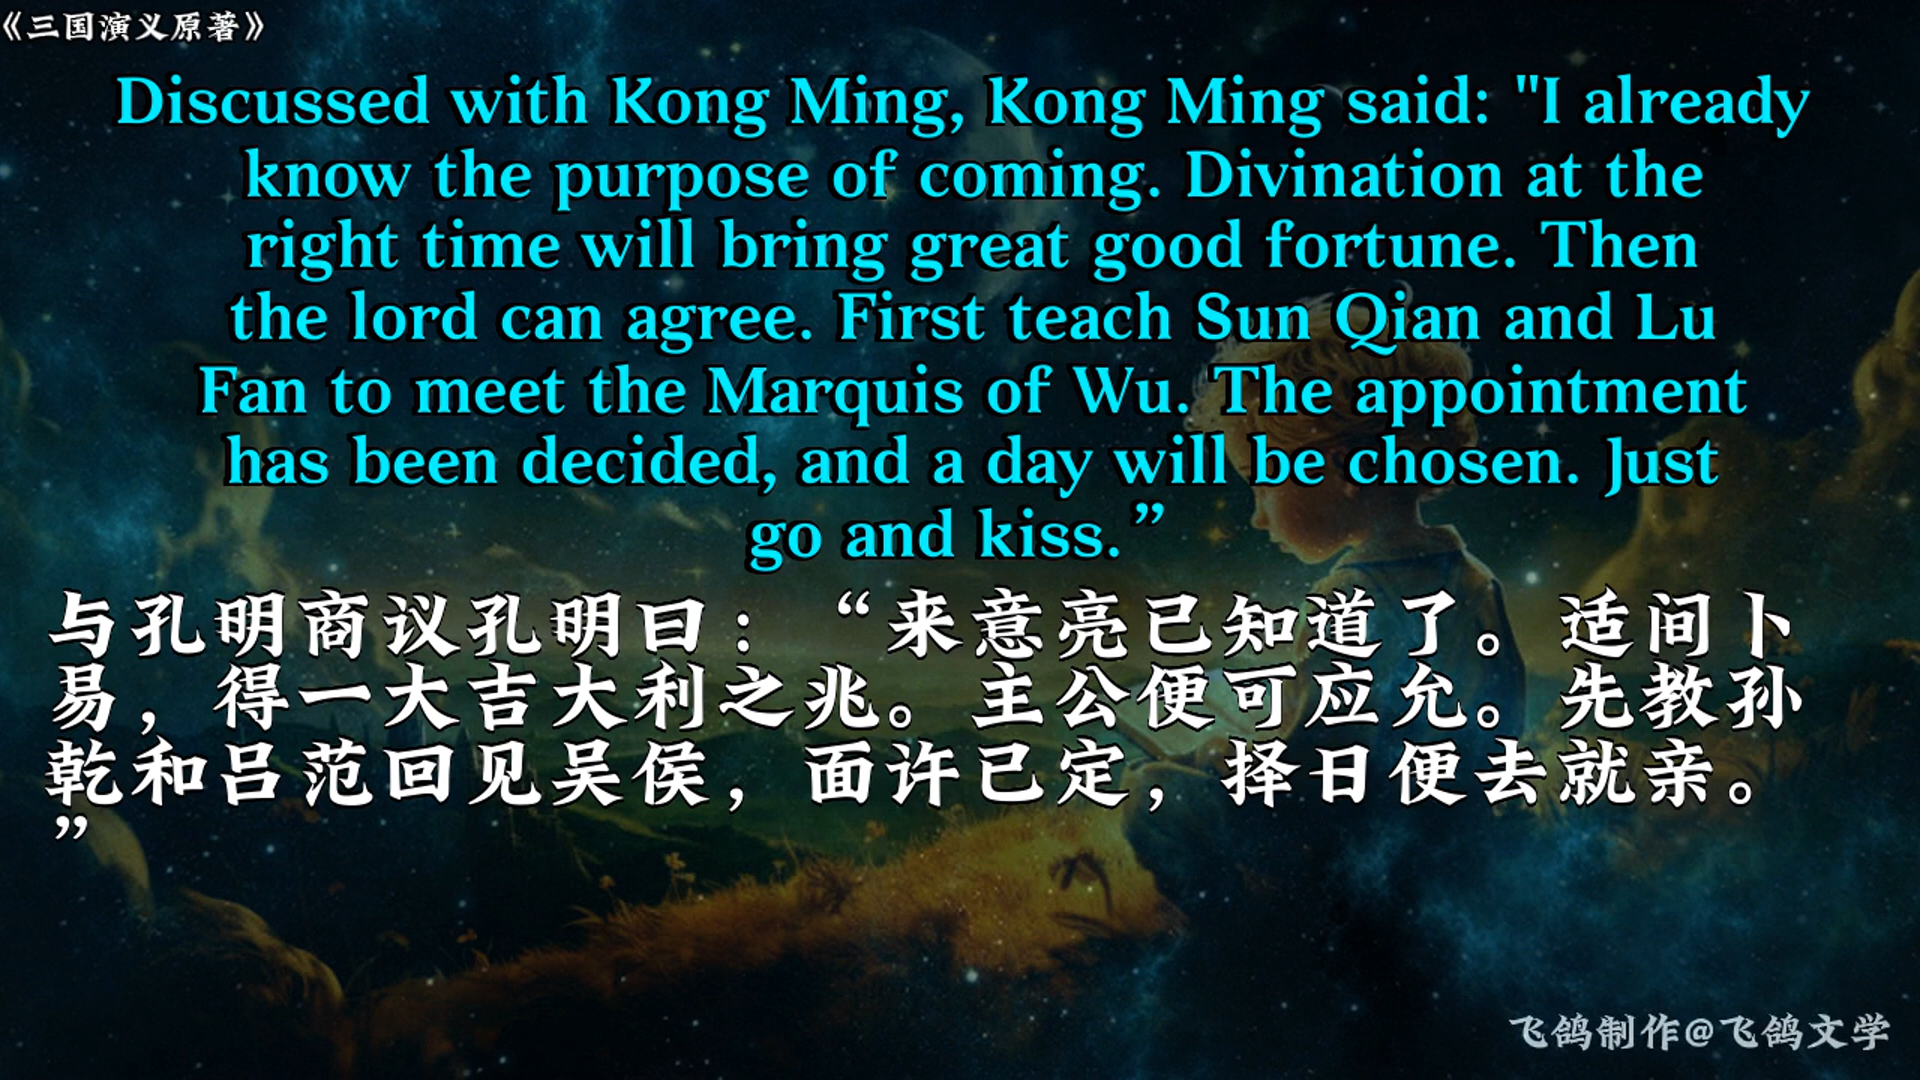 《三国演义原著》
Discussed with Kong Ming, Kong Ming said: "I already
know the purpose of coming. Divination at the
right time will bring great good fortune. Then
the lord can agree. First teach Sun Qian and Lu
Fan to meet the Marquis of Wu. The appointment
has been decided, and a day will be chosen. Just
go and kiss.”
与孔明商议孔明曰：“来意亮已知道了。适间卜
易，得一大吉大利之兆。主公便可应允。先教孙
乾和吕范回见吴侯，面许已定，择日便去就亲。
”
飞鸽制作@飞鸽文学